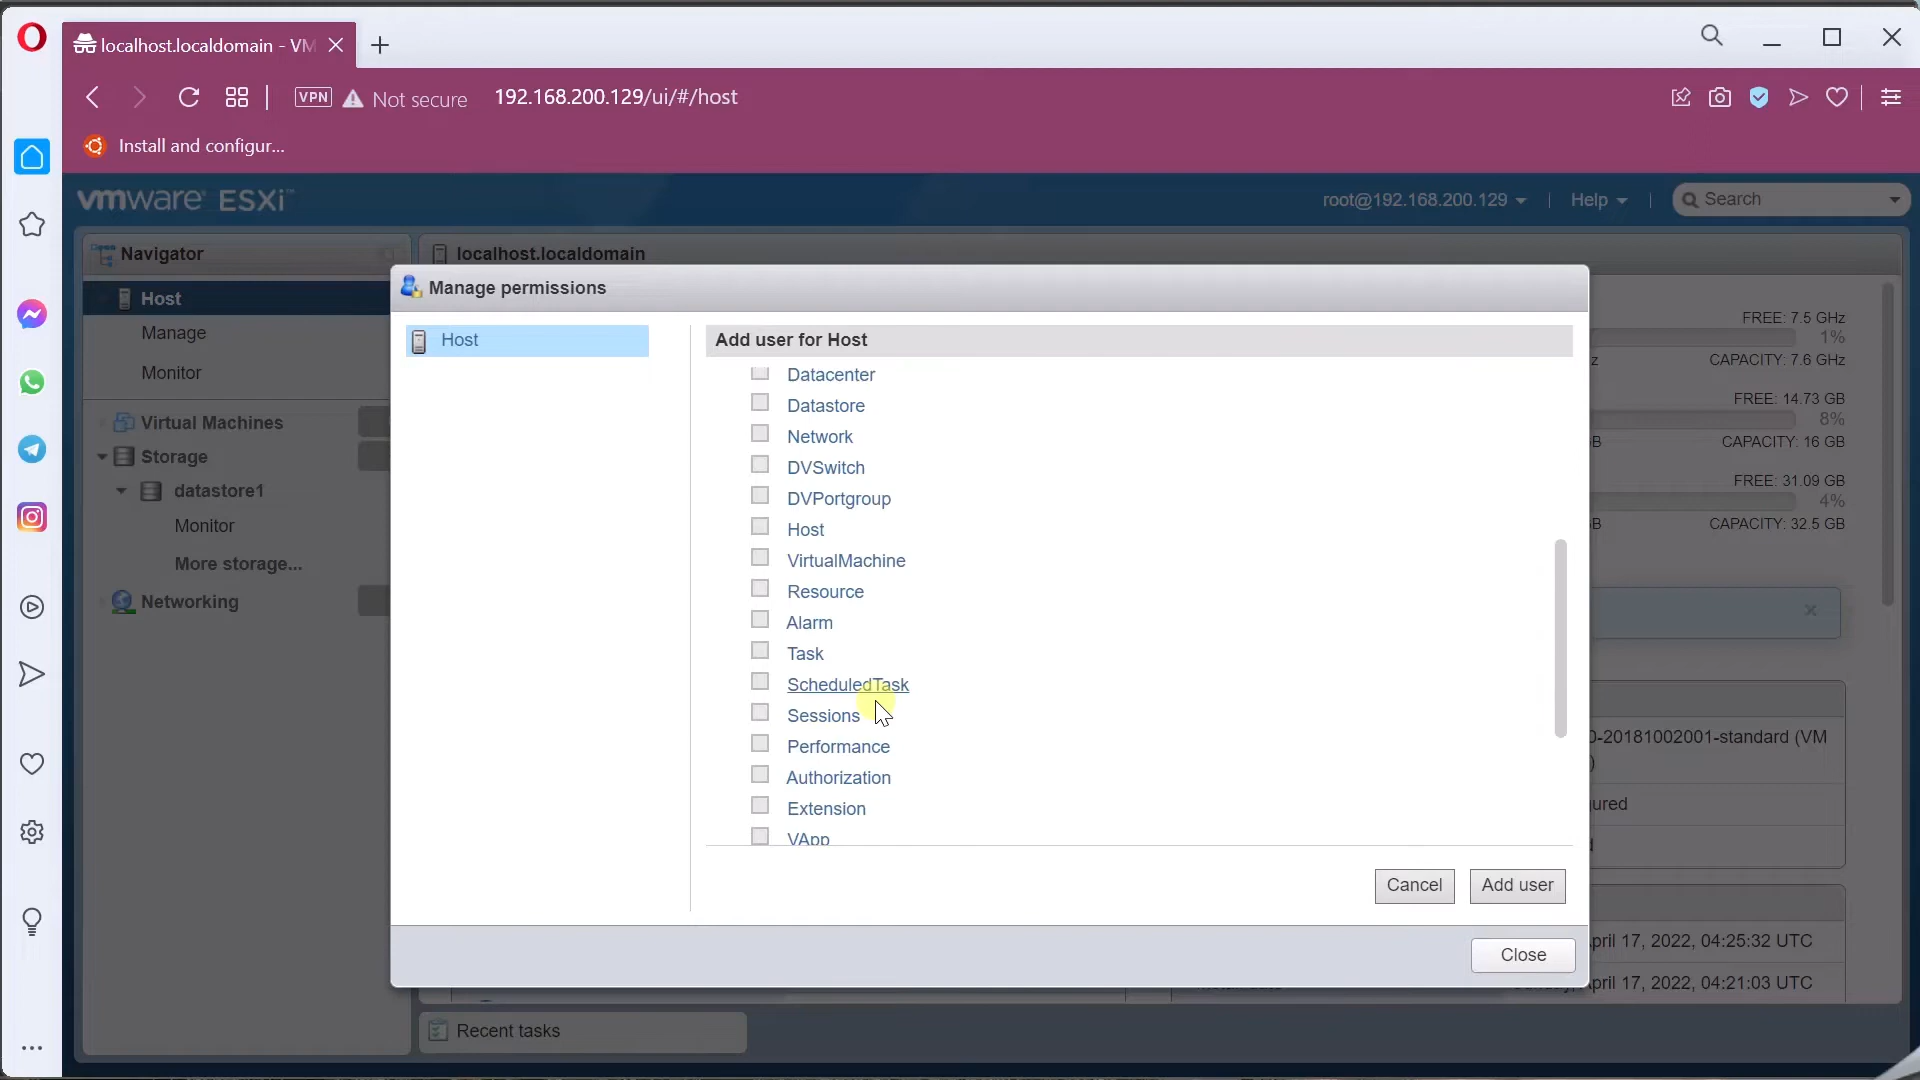 localhost.localdomain - VM
VPN Not secure 192.168.200.129/ui/#/host
Install and configur...
vmware ESXi™
root@192.168.200.129 | Help | Search
Navigator
localhost.localdomain
Host
Manage
Monitor
Virtual Machines
Storage
datastore1
Monitor
More storage...
Networking
Manage permissions
Host
Add user for Host
Datacenter
Datastore
Network
DVSwitch
DVPortgroup
Host
VirtualMachine
Resource
Alarm
Task
ScheduledTask
Sessions
Performance
Authorization
Extension
VApp
Cancel
Add user
Close
FREE: 7.5 GHz
1%
z CAPACITY: 7.6 GHz
FREE: 14.73 GB
8%
B CAPACITY: 16 GB
FREE: 31.09 GB
4%
B CAPACITY: 32.5 GB
0-20181002001-standard (VM
)
ured
d
April 17, 2022, 04:25:32 UTC
April 17, 2022, 04:21:03 UTC
Recent tasks